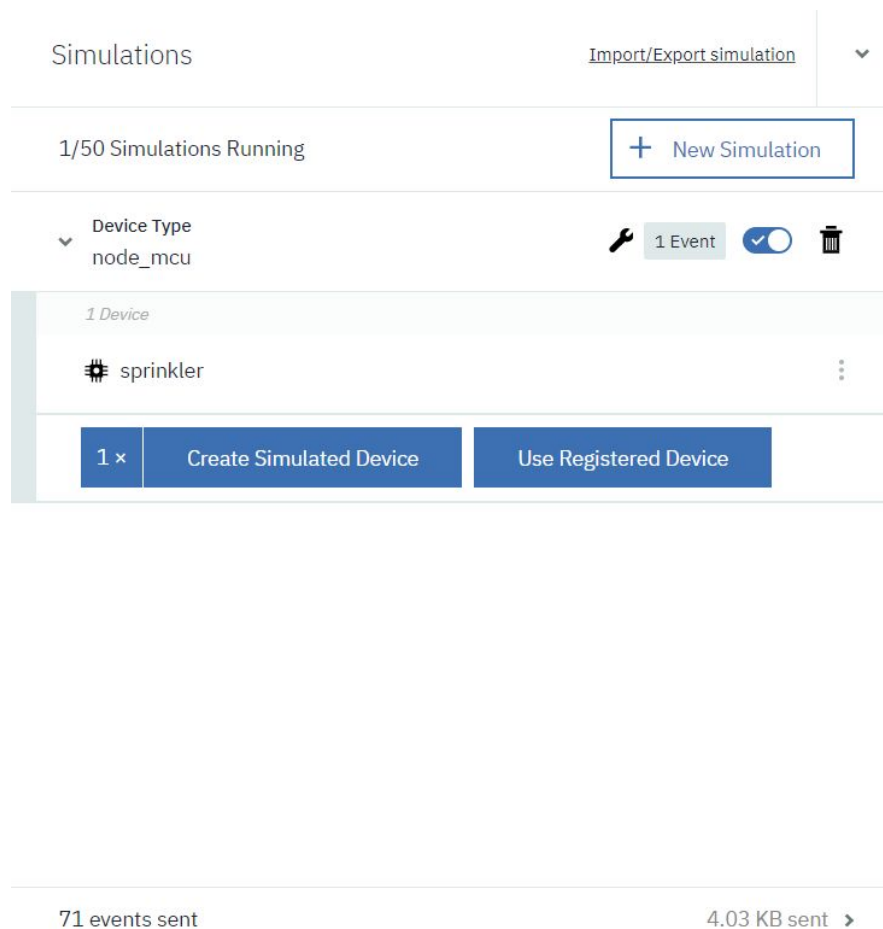 Simulations
Import/Export simulation
1/50 Simulations Running
+ New Simulation
Device Type
node_mcu
1 Event
1 Device
sprinkler
1 ×
Create Simulated Device
Use Registered Device
71 events sent
4.03 KB sent